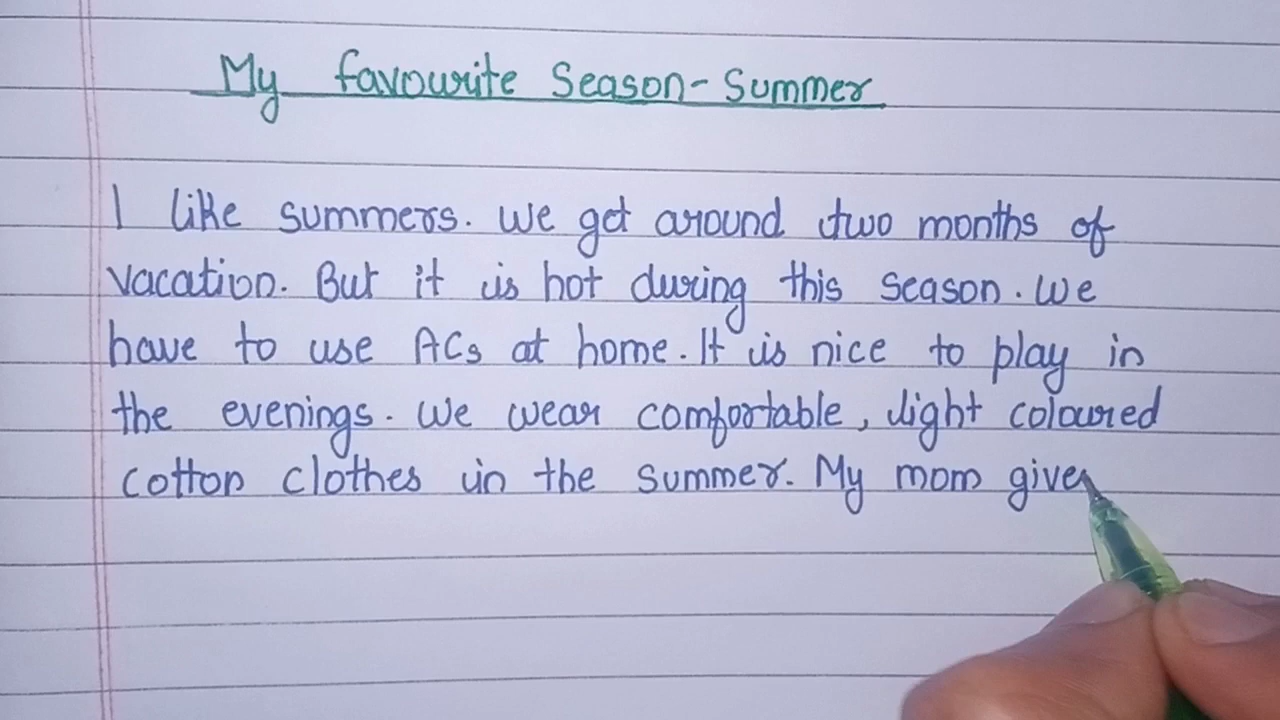 My favourite Season-Summer
I like summers. We get around two months of
vacation. But it is hot during this season. We
have to use ACs at home. It is nice to play in
the evenings. We wear comfortable, light coloured
cotton clothes in the summer. My mom give